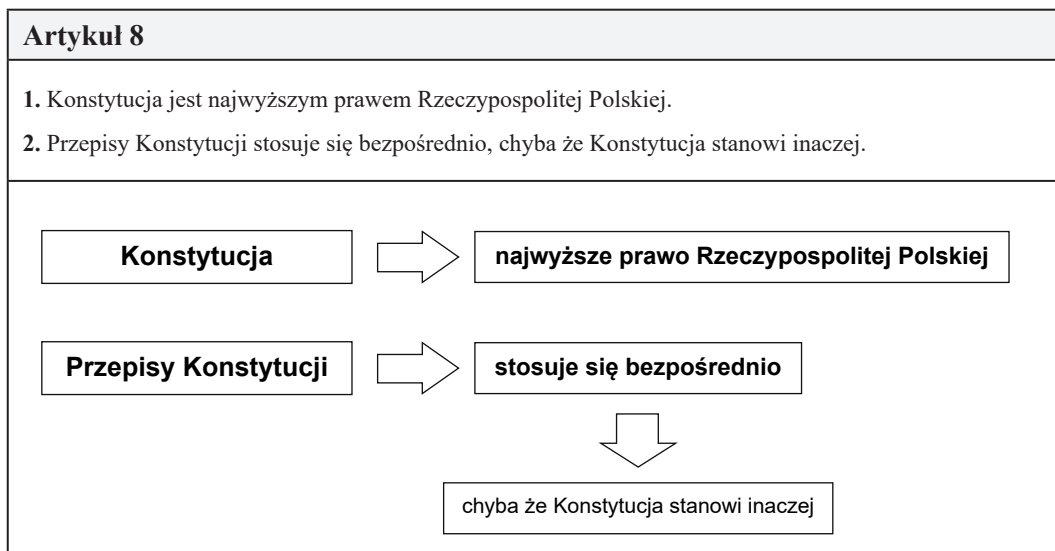 Artykuł 8
1. Konstytucja jest najwyższym prawem Rzeczypospolitej Polskiej.
2. Przepisy Konstytucji stosuje się bezpośrednio, chyba że Konstytucja stanowi inaczej.
Konstytucja
najwyższe prawo Rzeczypospolitej Polskiej
Przepisy Konstytucji
stosuje się bezpośrednio
chyba że Konstytucja stanowi inaczej